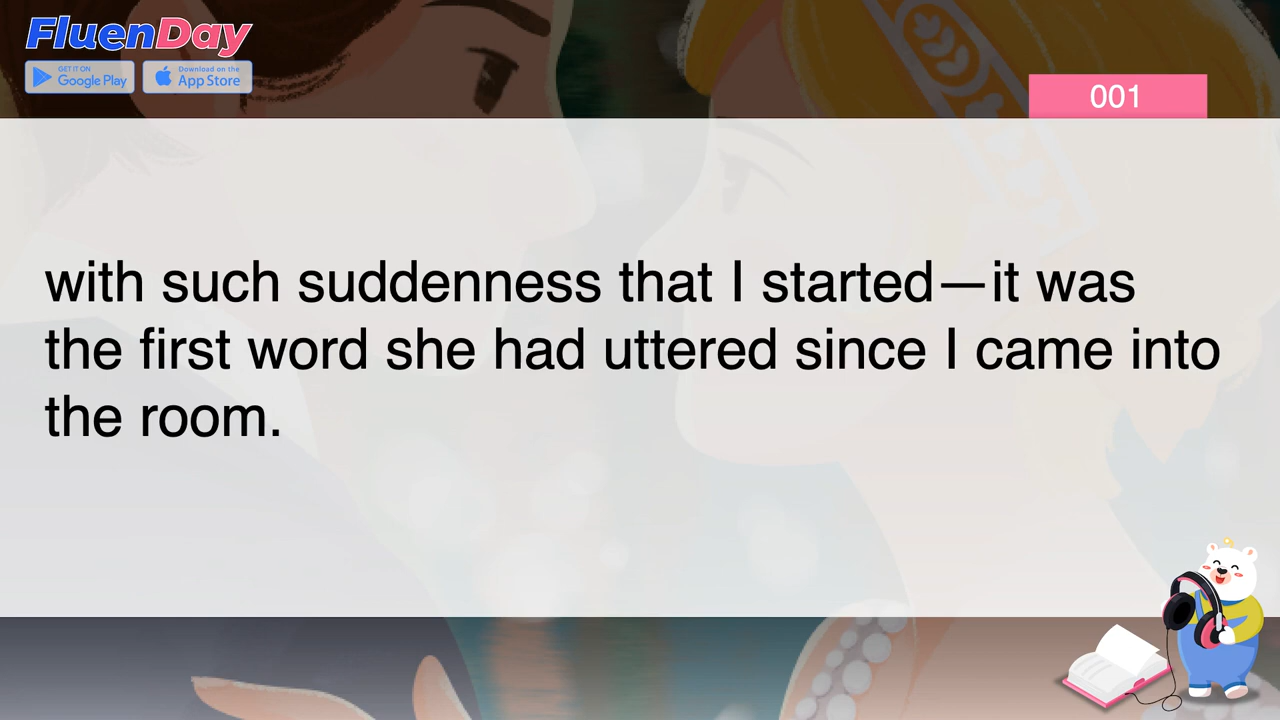 FluenDay
GET IT ON
Google Play
Download on the
App Store
001
with such suddenness that I started—it was
the first word she had uttered since I came into
the room.